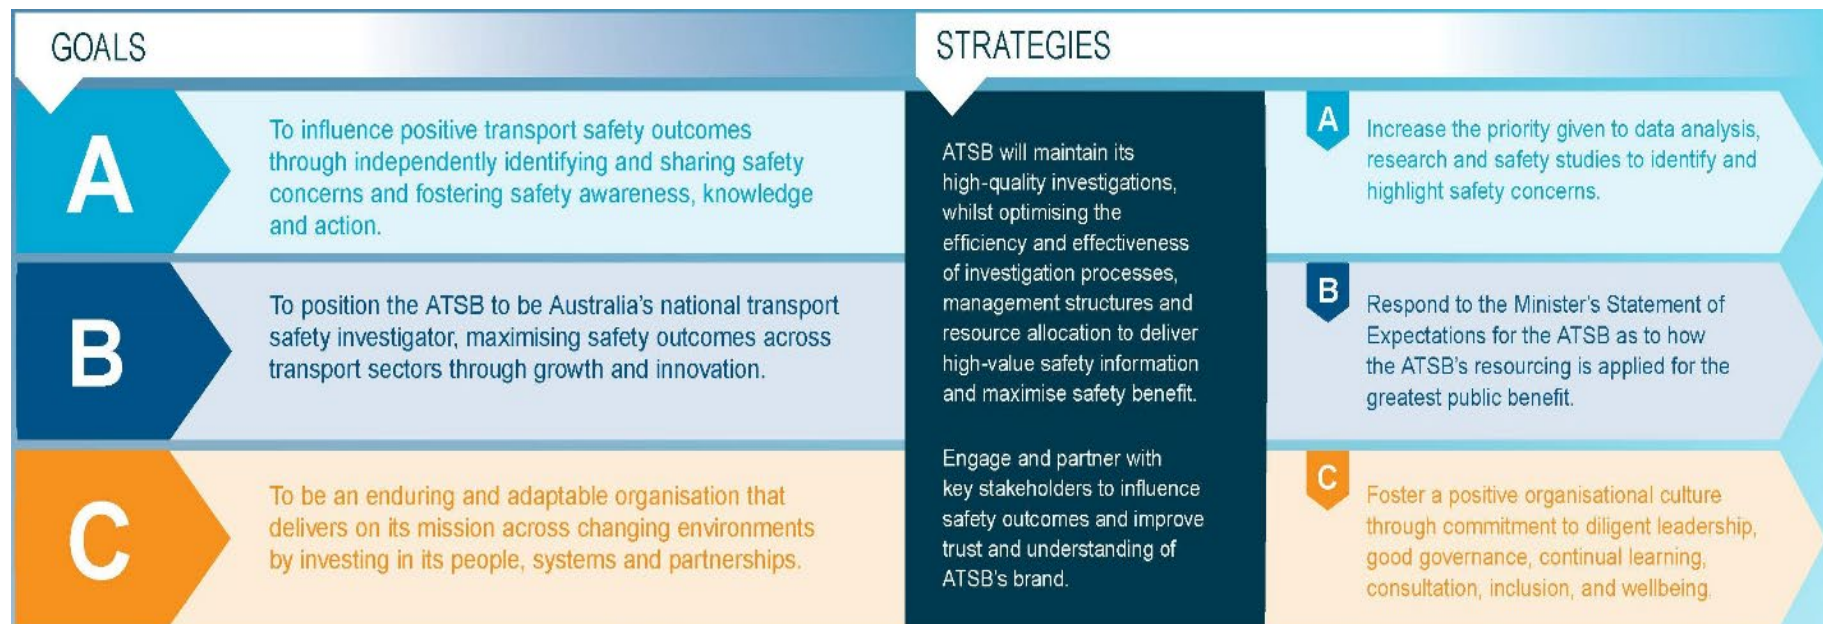 GOALS
A
To influence positive transport safety outcomes
through independently identifying and sharing safety
concerns and fostering safety awareness, knowledge
and action.
B
To position the ATSB to be Australia’s national transport
safety investigator, maximising safety outcomes across
transport sectors through growth and innovation.
C
To be an enduring and adaptable organisation that
delivers on its mission across changing environments
by investing in its people, systems and partnerships.
STRATEGIES
ATSB will maintain its
high-quality investigations,
whilst optimising the
efficiency and effectiveness
of investigation processes,
management structures and
resource allocation to deliver
high-value safety information
and maximise safety benefit.
Engage and partner with
key stakeholders to influence
safety outcomes and improve
trust and understanding of
ATSB’s brand.
A
Increase the priority given to data analysis,
research and safety studies to identify and
highlight safety concerns.
B
Respond to the Minister’s Statement of
Expectations for the ATSB as to how
the ATSB’s resourcing is applied for the
greatest public benefit.
C
Foster a positive organisational culture
through commitment to diligent leadership,
good governance, continual learning,
consultation, inclusion, and wellbeing.